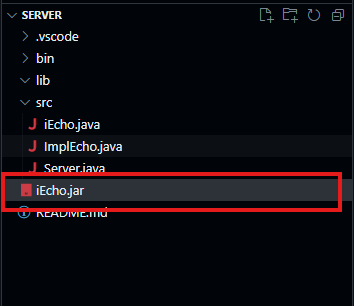 SERVER
.vscode
bin
lib
src
J iEcho.java
J ImplEcho.java
J Server.java
iEcho.jar
README.md